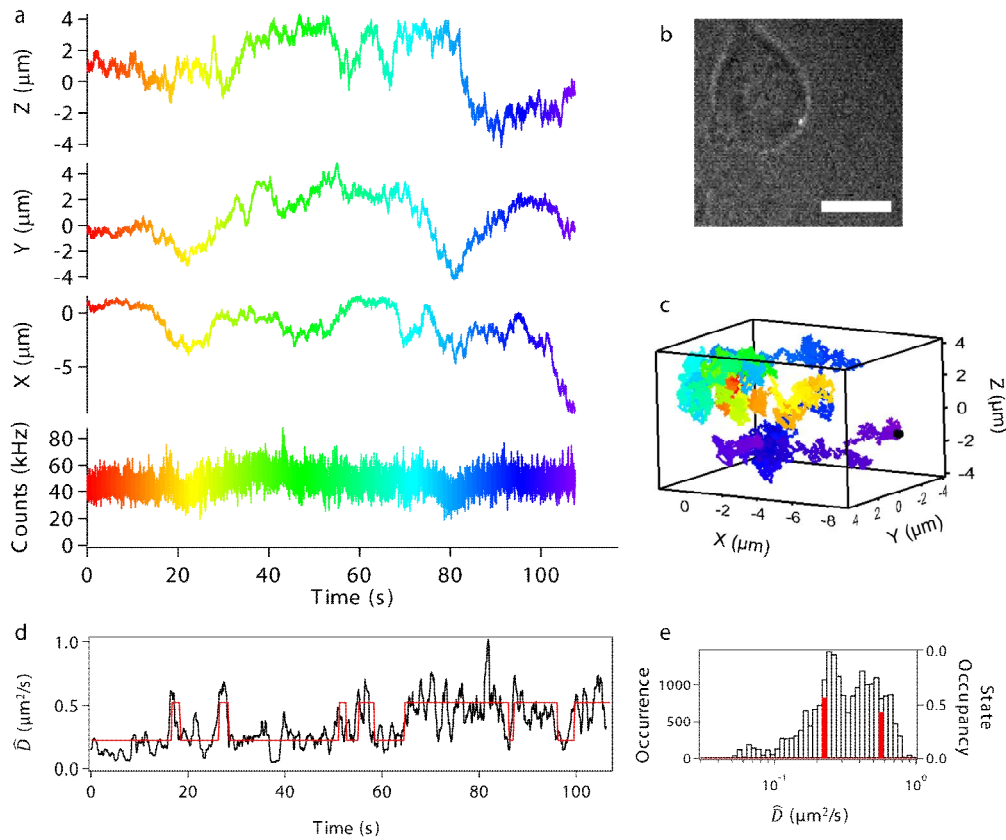 a
4
2
0
-2
-4
Z (μm)
4
2
0
-2
-4
Y (μm)
0
-5
X (μm)
80
60
40
20
0
Counts (kHz)
0 20 40 60 80 100
Time (s)
b
c
4
2
0
-2
-4
Z (μm)
0 -2 -4 -6 -8
X (μm)
4 2 0 -2 -4
Y (μm)
d
1.0
0.5
0.0
D̂ (μm²/s)
0 20 40 60 80 100
Time (s)
e
1000
500
0
Occurrence
0.0
0.5
0.0
State
Occupancy
10⁻¹ 10⁰
D̂ (μm²/s)